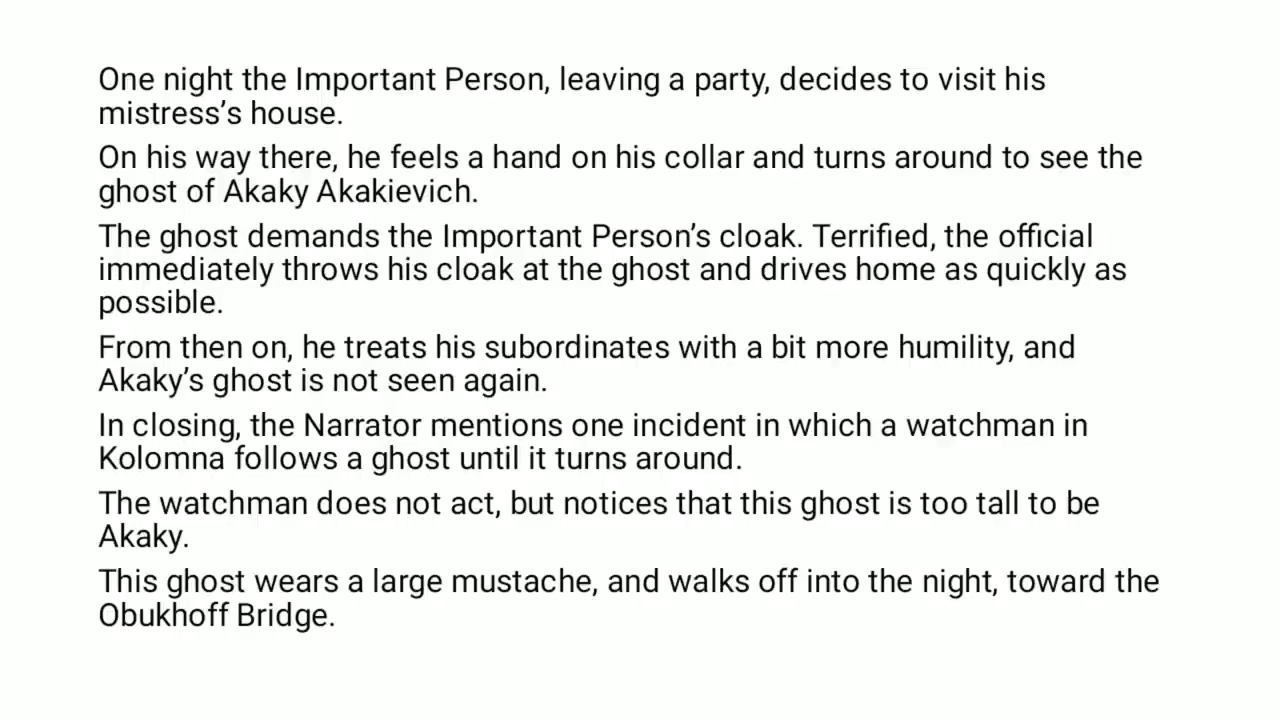 One night the Important Person, leaving a party, decides to visit his
mistress’s house.
On his way there, he feels a hand on his collar and turns around to see the
ghost of Akaky Akakievich.
The ghost demands the Important Person’s cloak. Terrified, the official
immediately throws his cloak at the ghost and drives home as quickly as
possible.
From then on, he treats his subordinates with a bit more humility, and
Akaky’s ghost is not seen again.
In closing, the Narrator mentions one incident in which a watchman in
Kolomna follows a ghost until it turns around.
The watchman does not act, but notices that this ghost is too tall to be
Akaky.
This ghost wears a large mustache, and walks off into the night, toward the
Obukhoff Bridge.